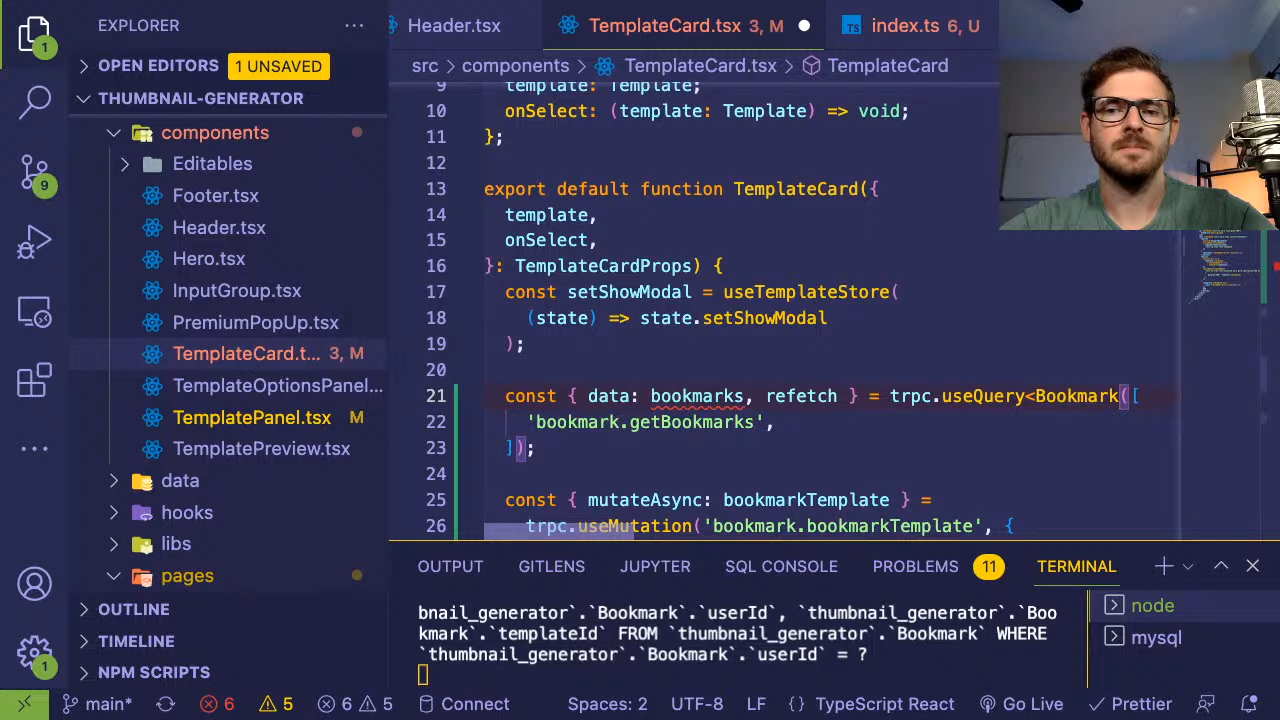 1
9
1
EXPLORER
OPEN EDITORS
1 UNSAVED
THUMBNAIL-GENERATOR
components
Editables
Footer.tsx
Header.tsx
Hero.tsx
InputGroup.tsx
PremiumPopUp.tsx
TemplateCard.t... 3, M
TemplateOptionsPanel...
TemplatePanel.tsx M
TemplatePreview.tsx
data
hooks
libs
pages
OUTLINE
TIMELINE
NPM SCRIPTS
Header.tsx
TemplateCard.tsx 3, M
TS index.ts 6, U
src > components > TemplateCard.tsx > TemplateCard
9 template: Template;
10 onSelect: (template: Template) => void;
11 };
12
13 export default function TemplateCard({
14 template,
15 onSelect,
16 }: TemplateCardProps) {
17 const setShowModal = useTemplateStore(
18 (state) => state.setShowModal
19 );
20
21 const { data: bookmarks, refetch } = trpc.useQuery<Bookmark([
22 'bookmark.getBookmarks',
23 ]);
24
25 const { mutateAsync: bookmarkTemplate } =
26 trpc.useMutation('bookmark.bookmarkTemplate', {
OUTPUT
GITLENS
JUPYTER
SQL CONSOLE
PROBLEMS 11
TERMINAL
bnail_generator`.`Bookmark`.`userId`, `thumbnail_generator`.`Boo
kmark`.`templateId` FROM `thumbnail_generator`.`Bookmark` WHERE
`thumbnail_generator`.`Bookmark`.`userId` = ?
node
mysql
main*
6
5
6
5
Connect
Spaces: 2
UTF-8
LF
{} TypeScript React
Go Live
Prettier